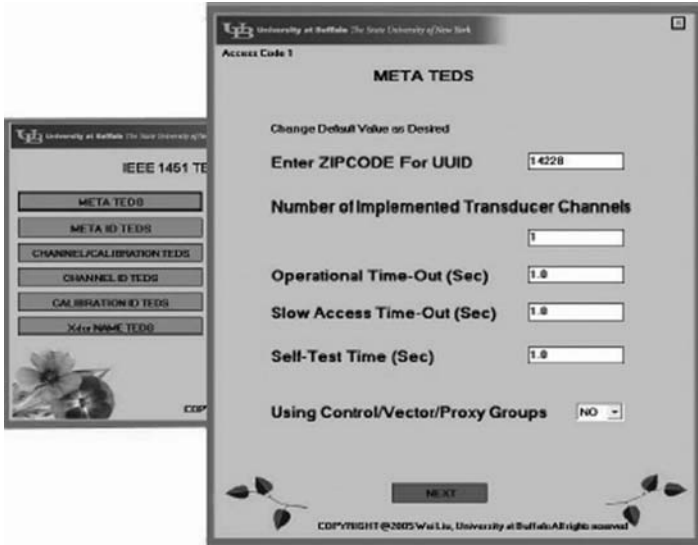 UB University at Buffalo The State University of New York
Access Code 1
META TEDS
Change Default Value as Desired
Enter ZIPCODE For UUID
14228
Number of Implemented Transducer Channels
1
Operational Time-Out (Sec)
1.0
Slow Access Time-Out (Sec)
1.0
Self-Test Time (Sec)
1.0
Using Control/Vector/Proxy Groups
NO
NEXT
COPYRIGHT @2005 Wei Liu, University at Buffalo All rights reserved
UB University at Buffalo The State University of Ne
IEEE 1451 TE
META TEDS
META ID TEDS
CHANNEL/CALIBRATION TEDS
CHANNEL ID TEDS
CALIBRATION ID TEDS
Xdcr NAME TEDS
COPY